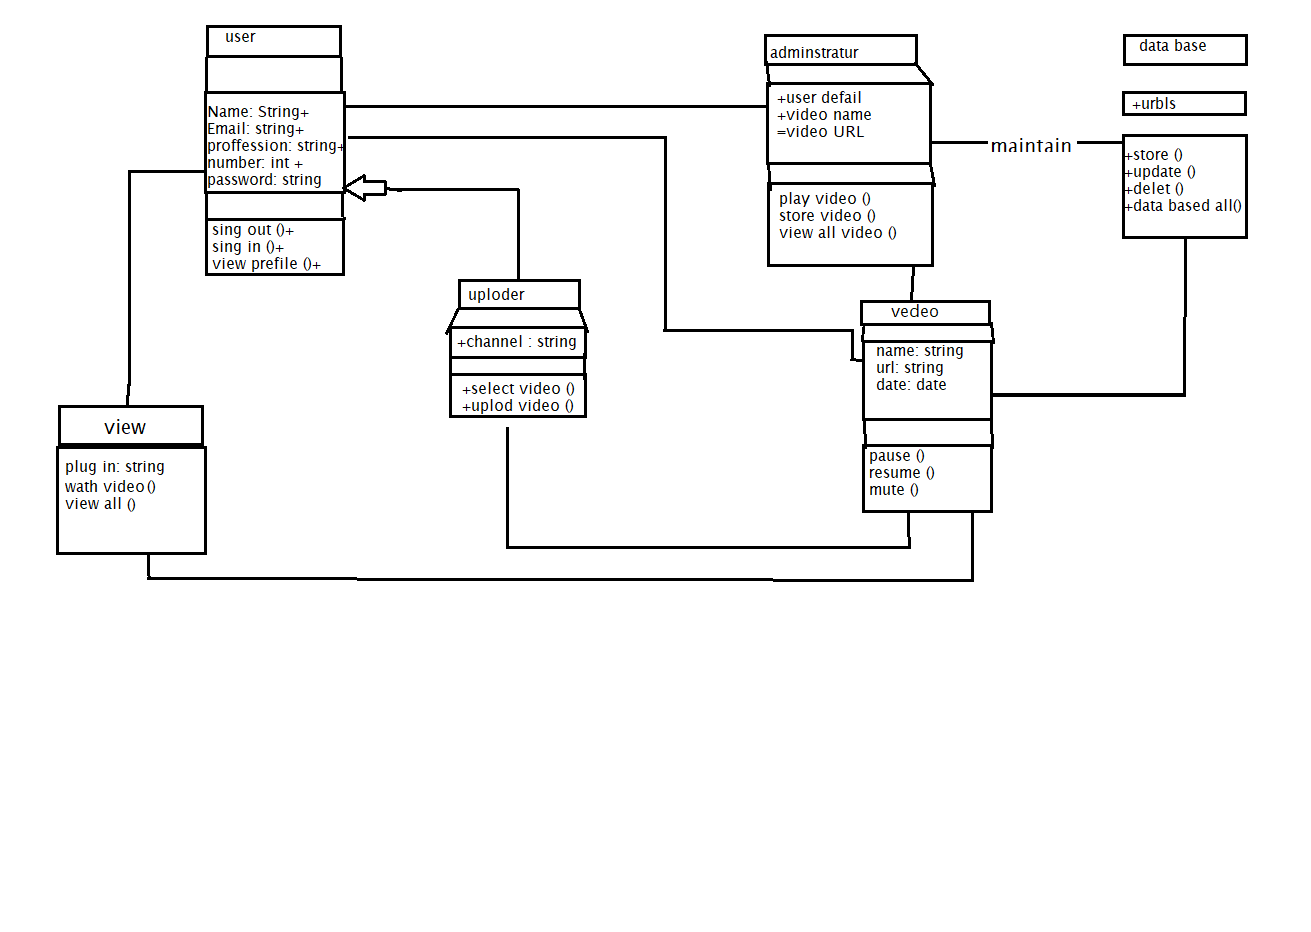 user
Name: String+
Email: string+
proffession: string+
number: int +
password: string
sing out ()+
sing in ()+
view prefile ()+
adminstratur
+user defail
+video name
=video URL
play video ()
store video ()
view all video ()
maintain
data base
+urbls
+store ()
+update ()
+delet ()
+data based all()
uploder
+channel : string
+select video ()
+uplod video ()
vedeo
name: string
url: string
date: date
pause ()
resume ()
mute ()
view
plug in: string
wath video()
view all ()